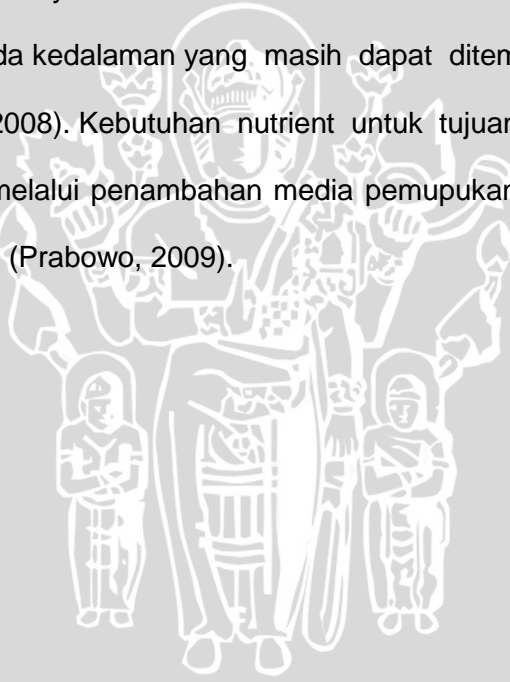 da kedalaman yang masih dapat ditem
2008). Kebutuhan nutrient untuk tujuan
melalui penambahan media pemupukan
(Prabowo, 2009).